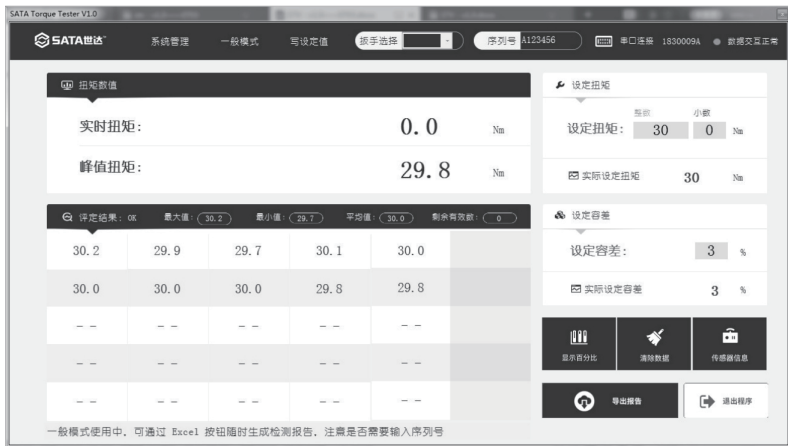 SATA Torque Tester V1.0
SATA世达 系统管理 一般模式 写设定值 扳手选择 序列号 A123456 串口连接 1830009A 数据交互正常
扭矩数值
实时扭矩: 0.0 Nm
峰值扭矩: 29.8 Nm
设定扭矩
整数 小数
设定扭矩: 30 0 Nm
实际设定扭矩 30 Nm
评定结果: OK 最大值: 30.2 最小值: 29.7 平均值: 30.0 剩余有效数: 0
30.2 29.9 29.7 30.1 30.0
30.0 30.0 30.0 29.8 29.8
-- -- -- -- --
-- -- -- -- --
-- -- -- -- --
设定容差
设定容差: 3 %
实际设定容差 3 %
显示百分比 清除数据 传感器信息
导出报告 退出程序
一般模式使用中, 可通过 Excel 按钮随时生成检测报告, 注意是否需要输入序列号